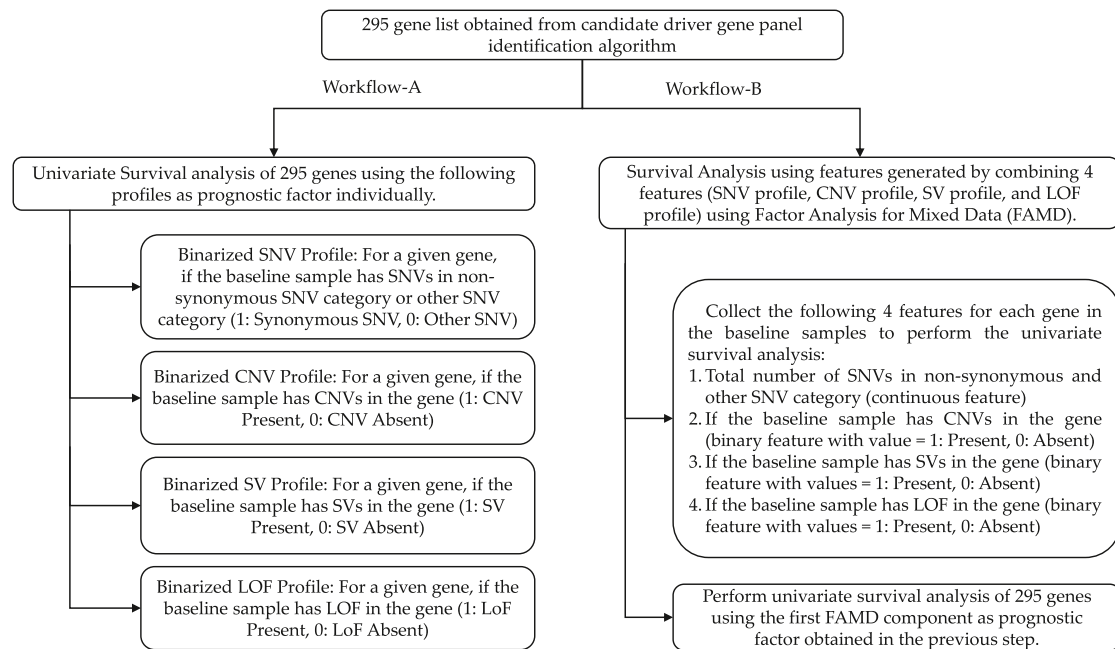 295 gene list obtained from candidate driver gene panel
identification algorithm
Workflow-A
Workflow-B
Univariate Survival analysis of 295 genes using the following
profiles as prognostic factor individually.
Binarized SNV Profile: For a given gene,
if the baseline sample has SNVs in non-
synonymous SNV category or other SNV
category (1: Synonymous SNV, 0: Other SNV)
Binarized CNV Profile: For a given gene, if the
baseline sample has CNVs in the gene (1: CNV
Present, 0: CNV Absent)
Binarized SV Profile: For a given gene, if the
baseline sample has SVs in the gene (1: SV
Present, 0: SV Absent)
Binarized LOF Profile: For a given gene, if the
baseline sample has LOF in the gene (1: LoF
Present, 0: LoF Absent)
Survival Analysis using features generated by combining 4
features (SNV profile, CNV profile, SV profile, and LOF
profile) using Factor Analysis for Mixed Data (FAMD).
Collect the following 4 features for each gene in
the baseline samples to perform the univariate
survival analysis:
1. Total number of SNVs in non-synonymous and
other SNV category (continuous feature)
2. If the baseline sample has CNVs in the gene
(binary feature with value = 1: Present, 0: Absent)
3. If the baseline sample has SVs in the gene (binary
feature with values = 1: Present, 0: Absent)
4. If the baseline sample has LOF in the gene (binary
feature with values = 1: Present, 0: Absent)
Perform univariate survival analysis of 295 genes
using the first FAMD component as prognostic
factor obtained in the previous step.